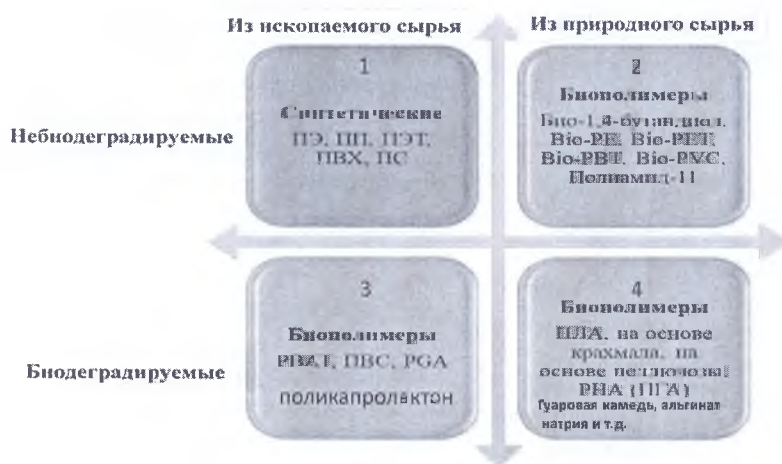 Из ископаемого сырья
Из природного сырья
Небиодеградируемые
1
Синтетические
ПЭ, ПП, ПЭТ,
ПВХ, ПС
2
Биополимеры
Био-1,4-бутандиол,
Bio-PE, Bio-PET,
Bio-PBT, Bio-PVC,
Полиамид-11
Биодеградируемые
3
Биополимеры
PBAT, ПВС, PGA
поликапролактон
4
Биополимеры
ПЛА, на основе
крахмала, на
основе целлюлозы,
PHA (ПГА)
Гуаровая камедь, альгинат
натрия и т.д.